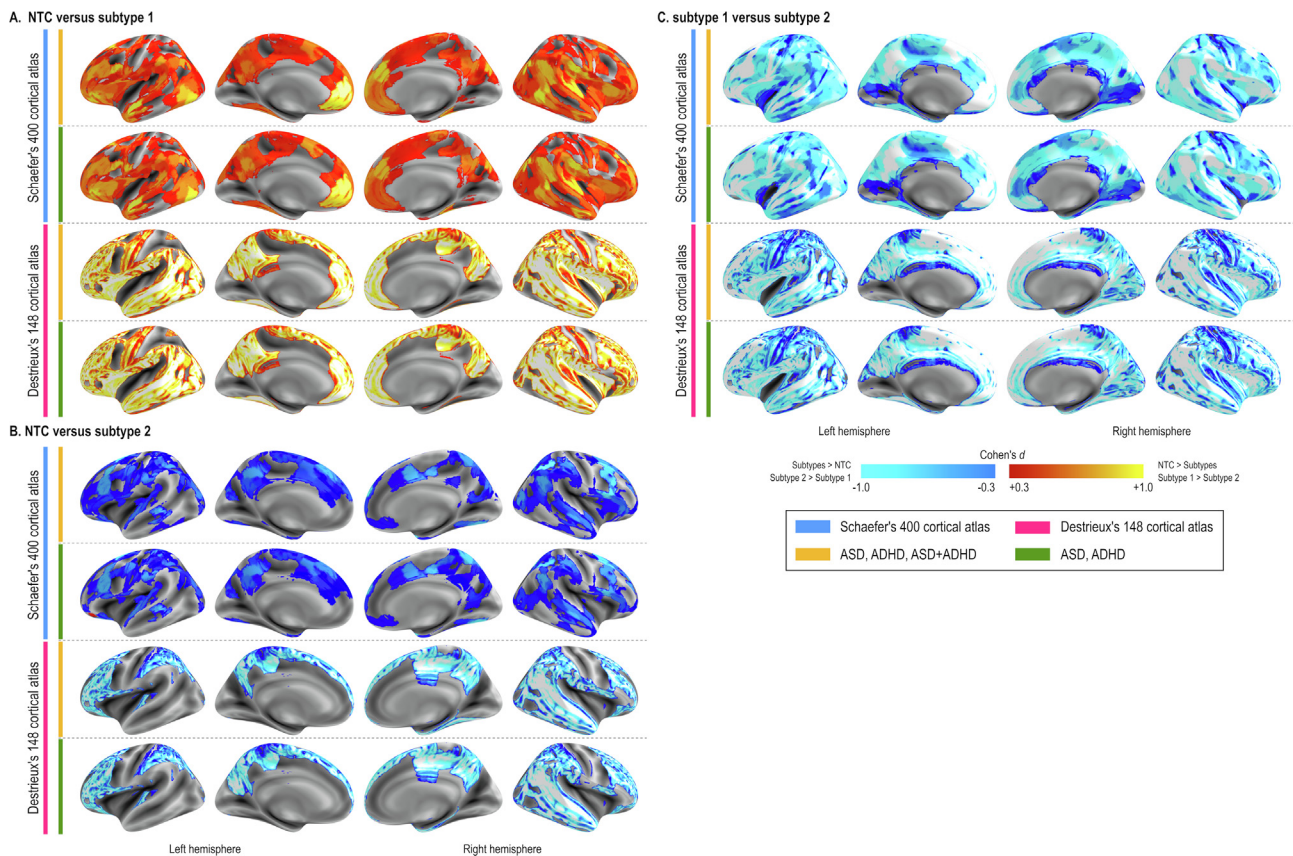 A. NTC versus subtype 1
Schaefer's 400 cortical atlas
Destrieux's 148 cortical atlas
B. NTC versus subtype 2
Schaefer's 400 cortical atlas
Destrieux's 148 cortical atlas
Left hemisphere
Right hemisphere
C. subtype 1 versus subtype 2
Schaefer's 400 cortical atlas
Destrieux's 148 cortical atlas
Left hemisphere
Right hemisphere
Cohen's d
Subtypes > NTC
Subtype 2 > Subtype 1
-1.0
-0.3
+0.3
+1.0
NTC > Subtypes
Subtype 1 > Subtype 2
Schaefer's 400 cortical atlas
Destrieux's 148 cortical atlas
ASD, ADHD, ASD+ADHD
ASD, ADHD